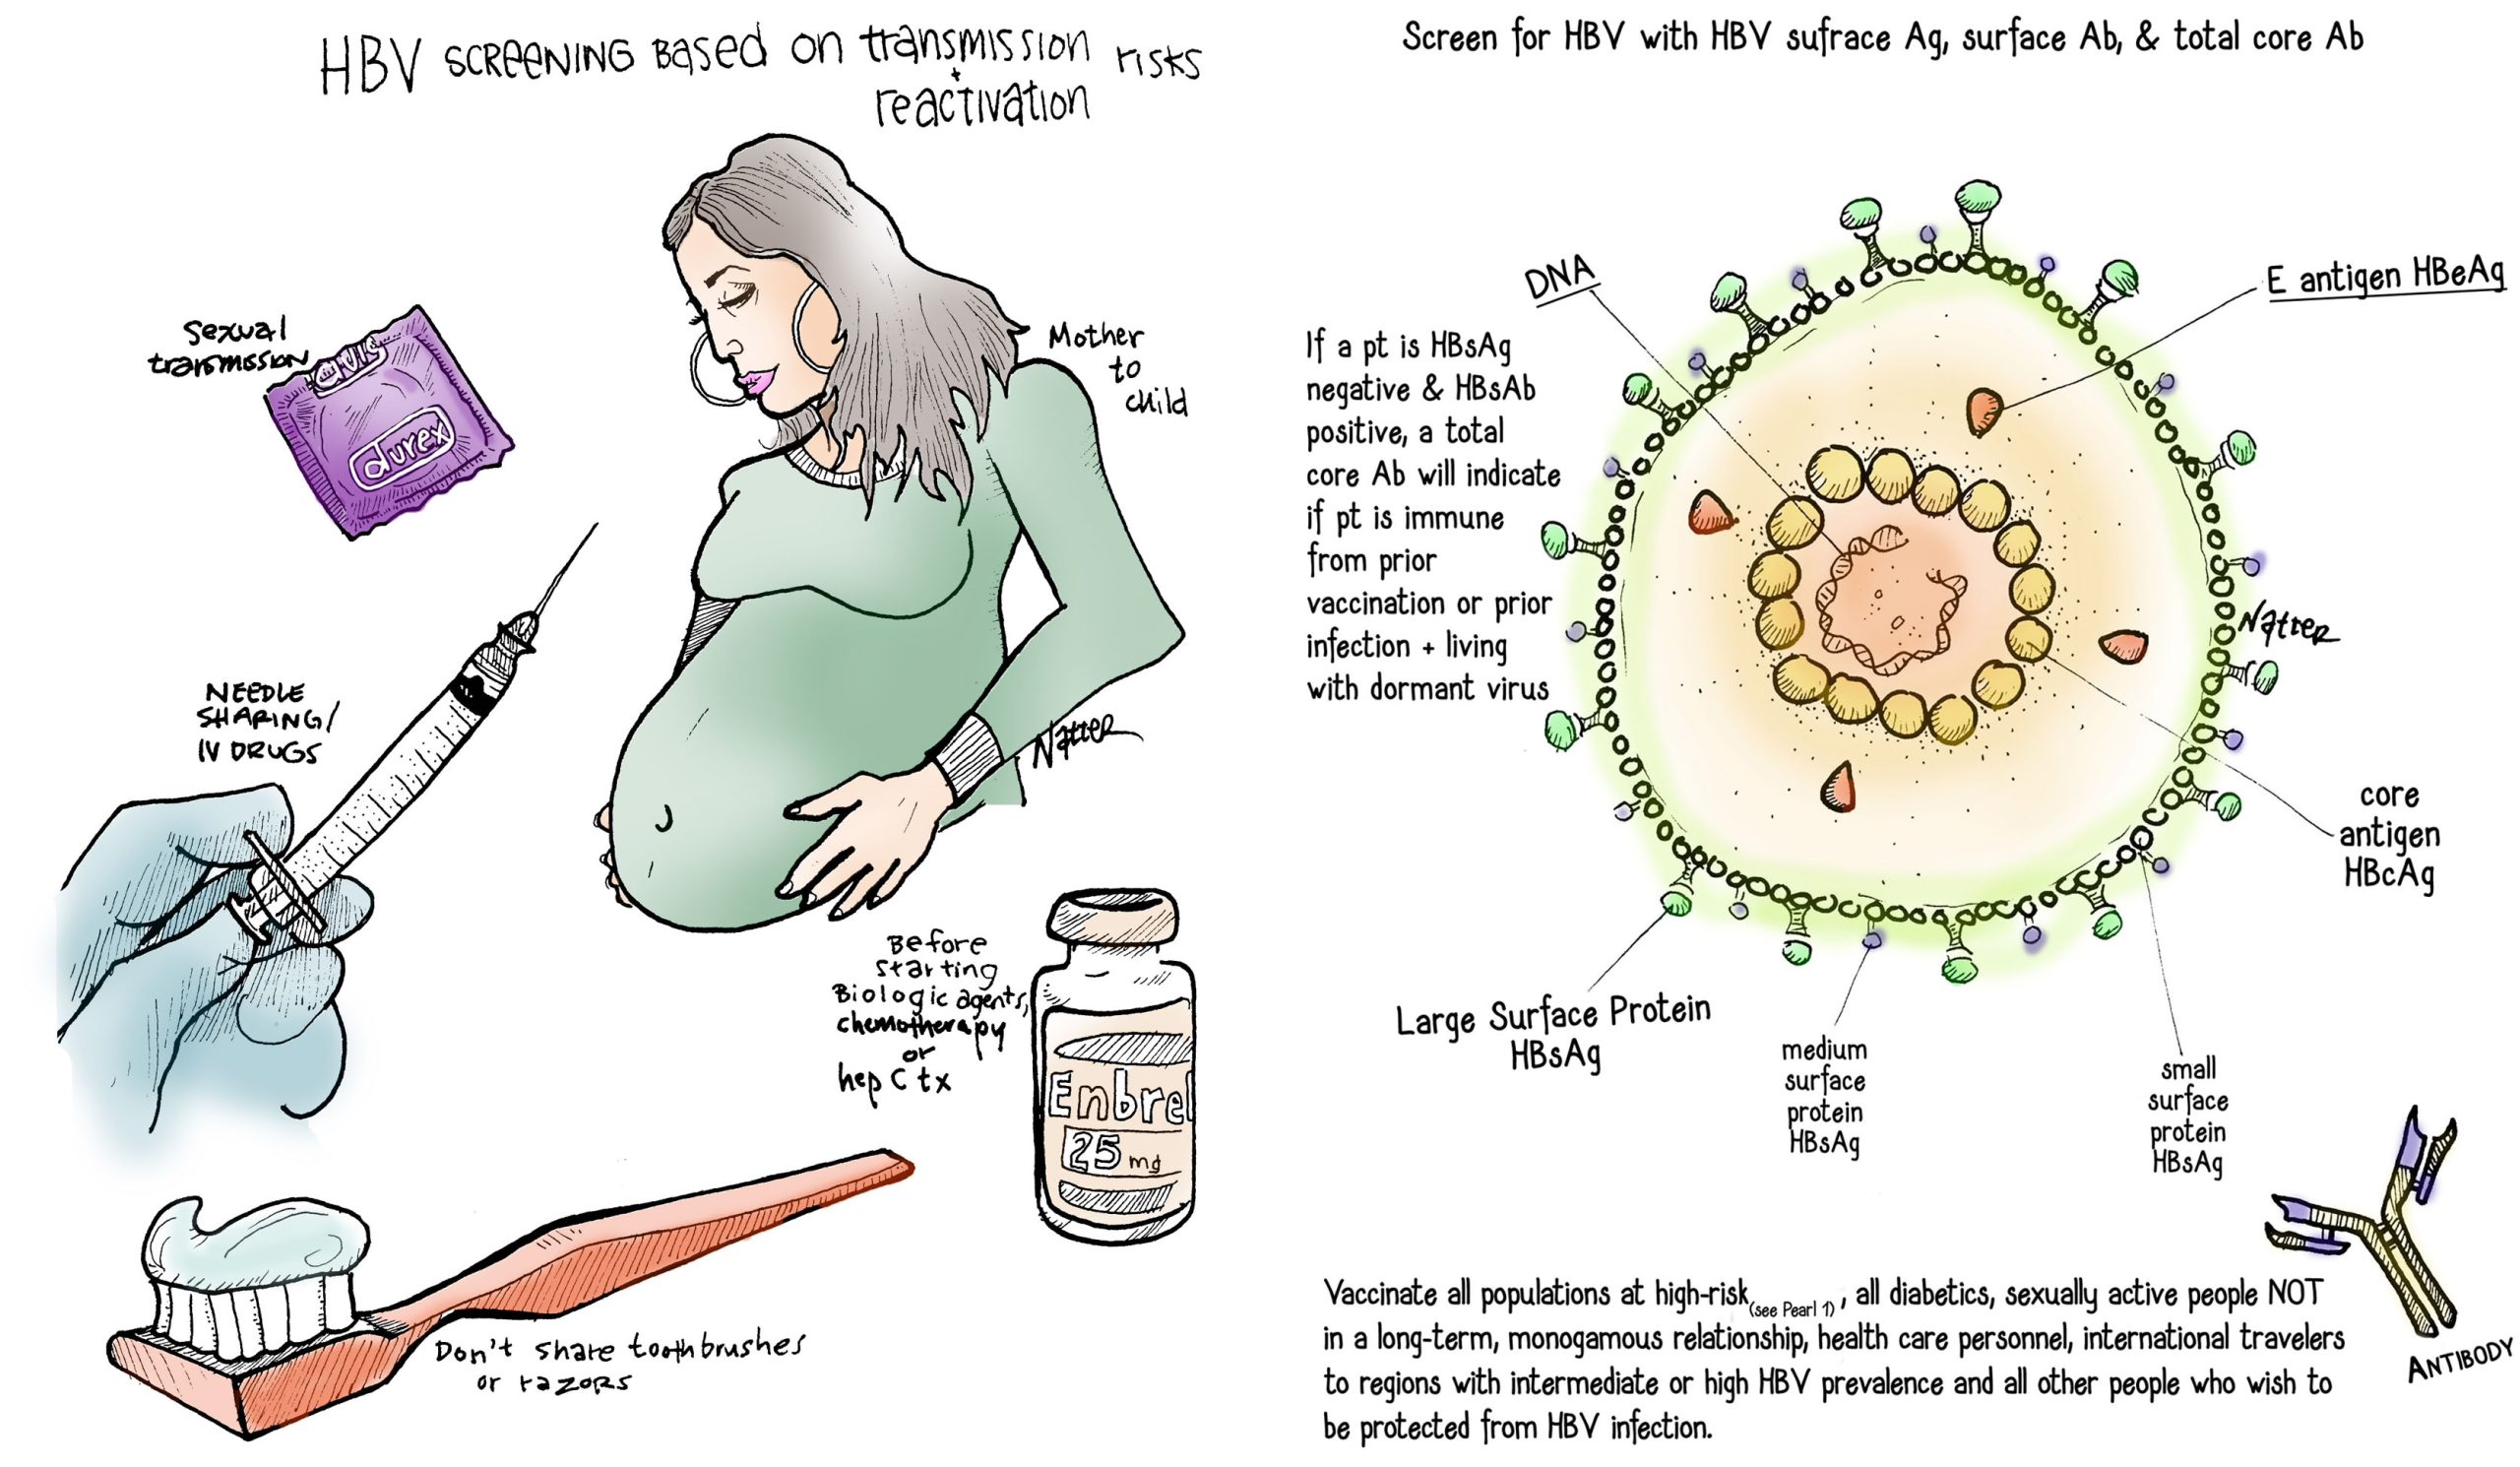 HBV SCREENING BASED ON transmission risks
+
reactivation
Sexual
transmission
durex
Mother
to
child
NEEDLE
SHARING/
IV DRUGS
Natter
Before
starting
Biologic agents,
chemotherapy
or
hep C tx
Enbrel
25 mg
Don't share toothbrushes
or razors
Screen for HBV with HBV sufrace Ag, surface Ab, & total core Ab
DNA
E antigen HBeAg
If a pt is HBsAg
negative & HBsAb
positive, a total
core Ab will indicate
if pt is immune
from prior
vaccination or prior
infection + living
with dormant virus
Natter
core
antigen
HBcAg
Large Surface Protein
HBsAg
medium
surface
protein
HBsAg
small
surface
protein
HBsAg
ANTIBODY
Vaccinate all populations at high-risk (see Pearl 1), all diabetics, sexually active people NOT
in a long-term, monogamous relationship, health care personnel, international travelers
to regions with intermediate or high HBV prevalence and all other people who wish to
be protected from HBV infection.